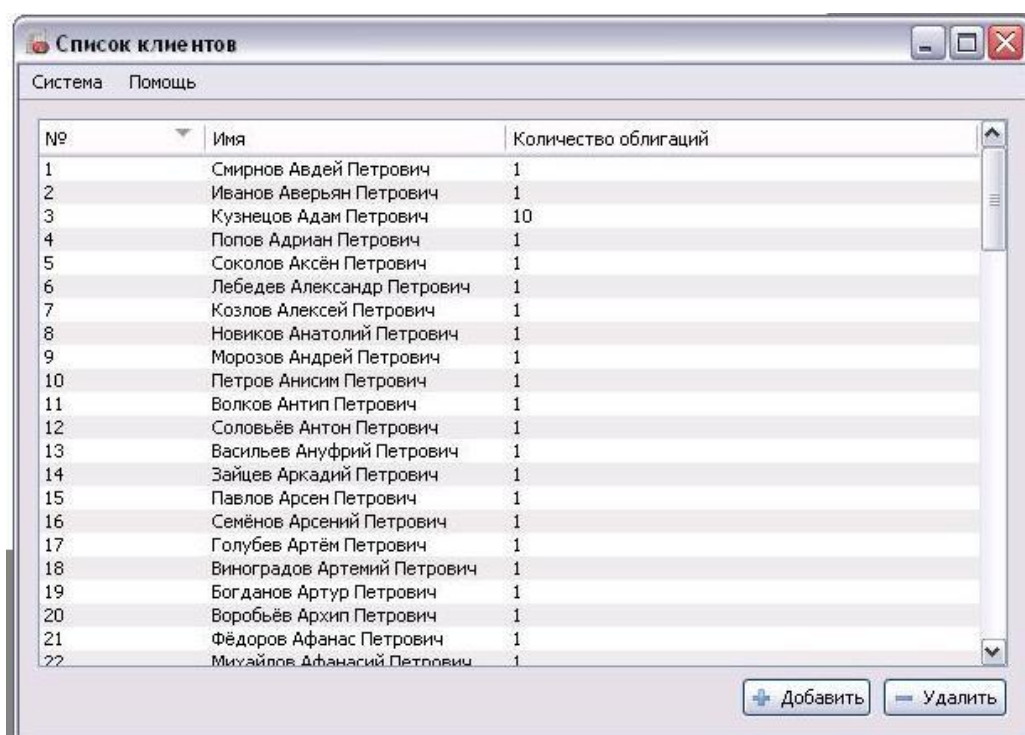 Список клиентов
Система Помощь
№ Имя Количество облигаций
1 Смирнов Авдей Петрович 1
2 Иванов Аверьян Петрович 1
3 Кузнецов Адам Петрович 10
4 Попов Адриан Петрович 1
5 Соколов Аксён Петрович 1
6 Лебедев Александр Петрович 1
7 Козлов Алексей Петрович 1
8 Новиков Анатолий Петрович 1
9 Морозов Андрей Петрович 1
10 Петров Анисим Петрович 1
11 Волков Антип Петрович 1
12 Соловьёв Антон Петрович 1
13 Васильев Ануфрий Петрович 1
14 Зайцев Аркадий Петрович 1
15 Павлов Арсен Петрович 1
16 Семёнов Арсений Петрович 1
17 Голубев Артём Петрович 1
18 Виноградов Артемий Петрович 1
19 Богданов Артур Петрович 1
20 Воробьёв Архип Петрович 1
21 Фёдоров Афанас Петрович 1
22 Михайлов Афанасий Петрович 1
Добавить Удалить